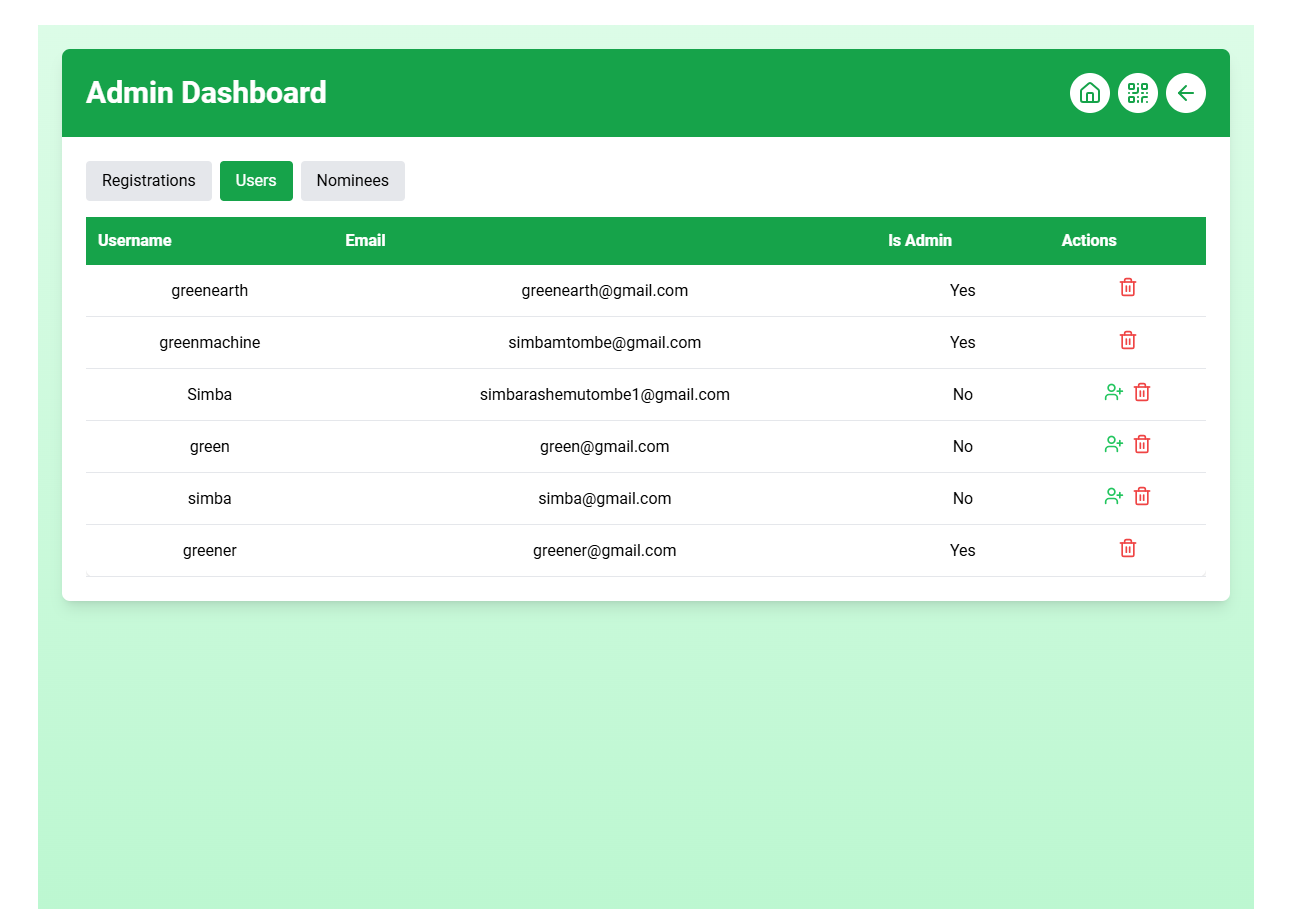 Admin Dashboard
Registrations Users Nominees
Username Email Is Admin Actions
greenearth greenearth@gmail.com Yes
greenmachine simbamtombe@gmail.com Yes
Simba simbarashemutombe1@gmail.com No
green green@gmail.com No
simba simba@gmail.com No
greener greener@gmail.com Yes